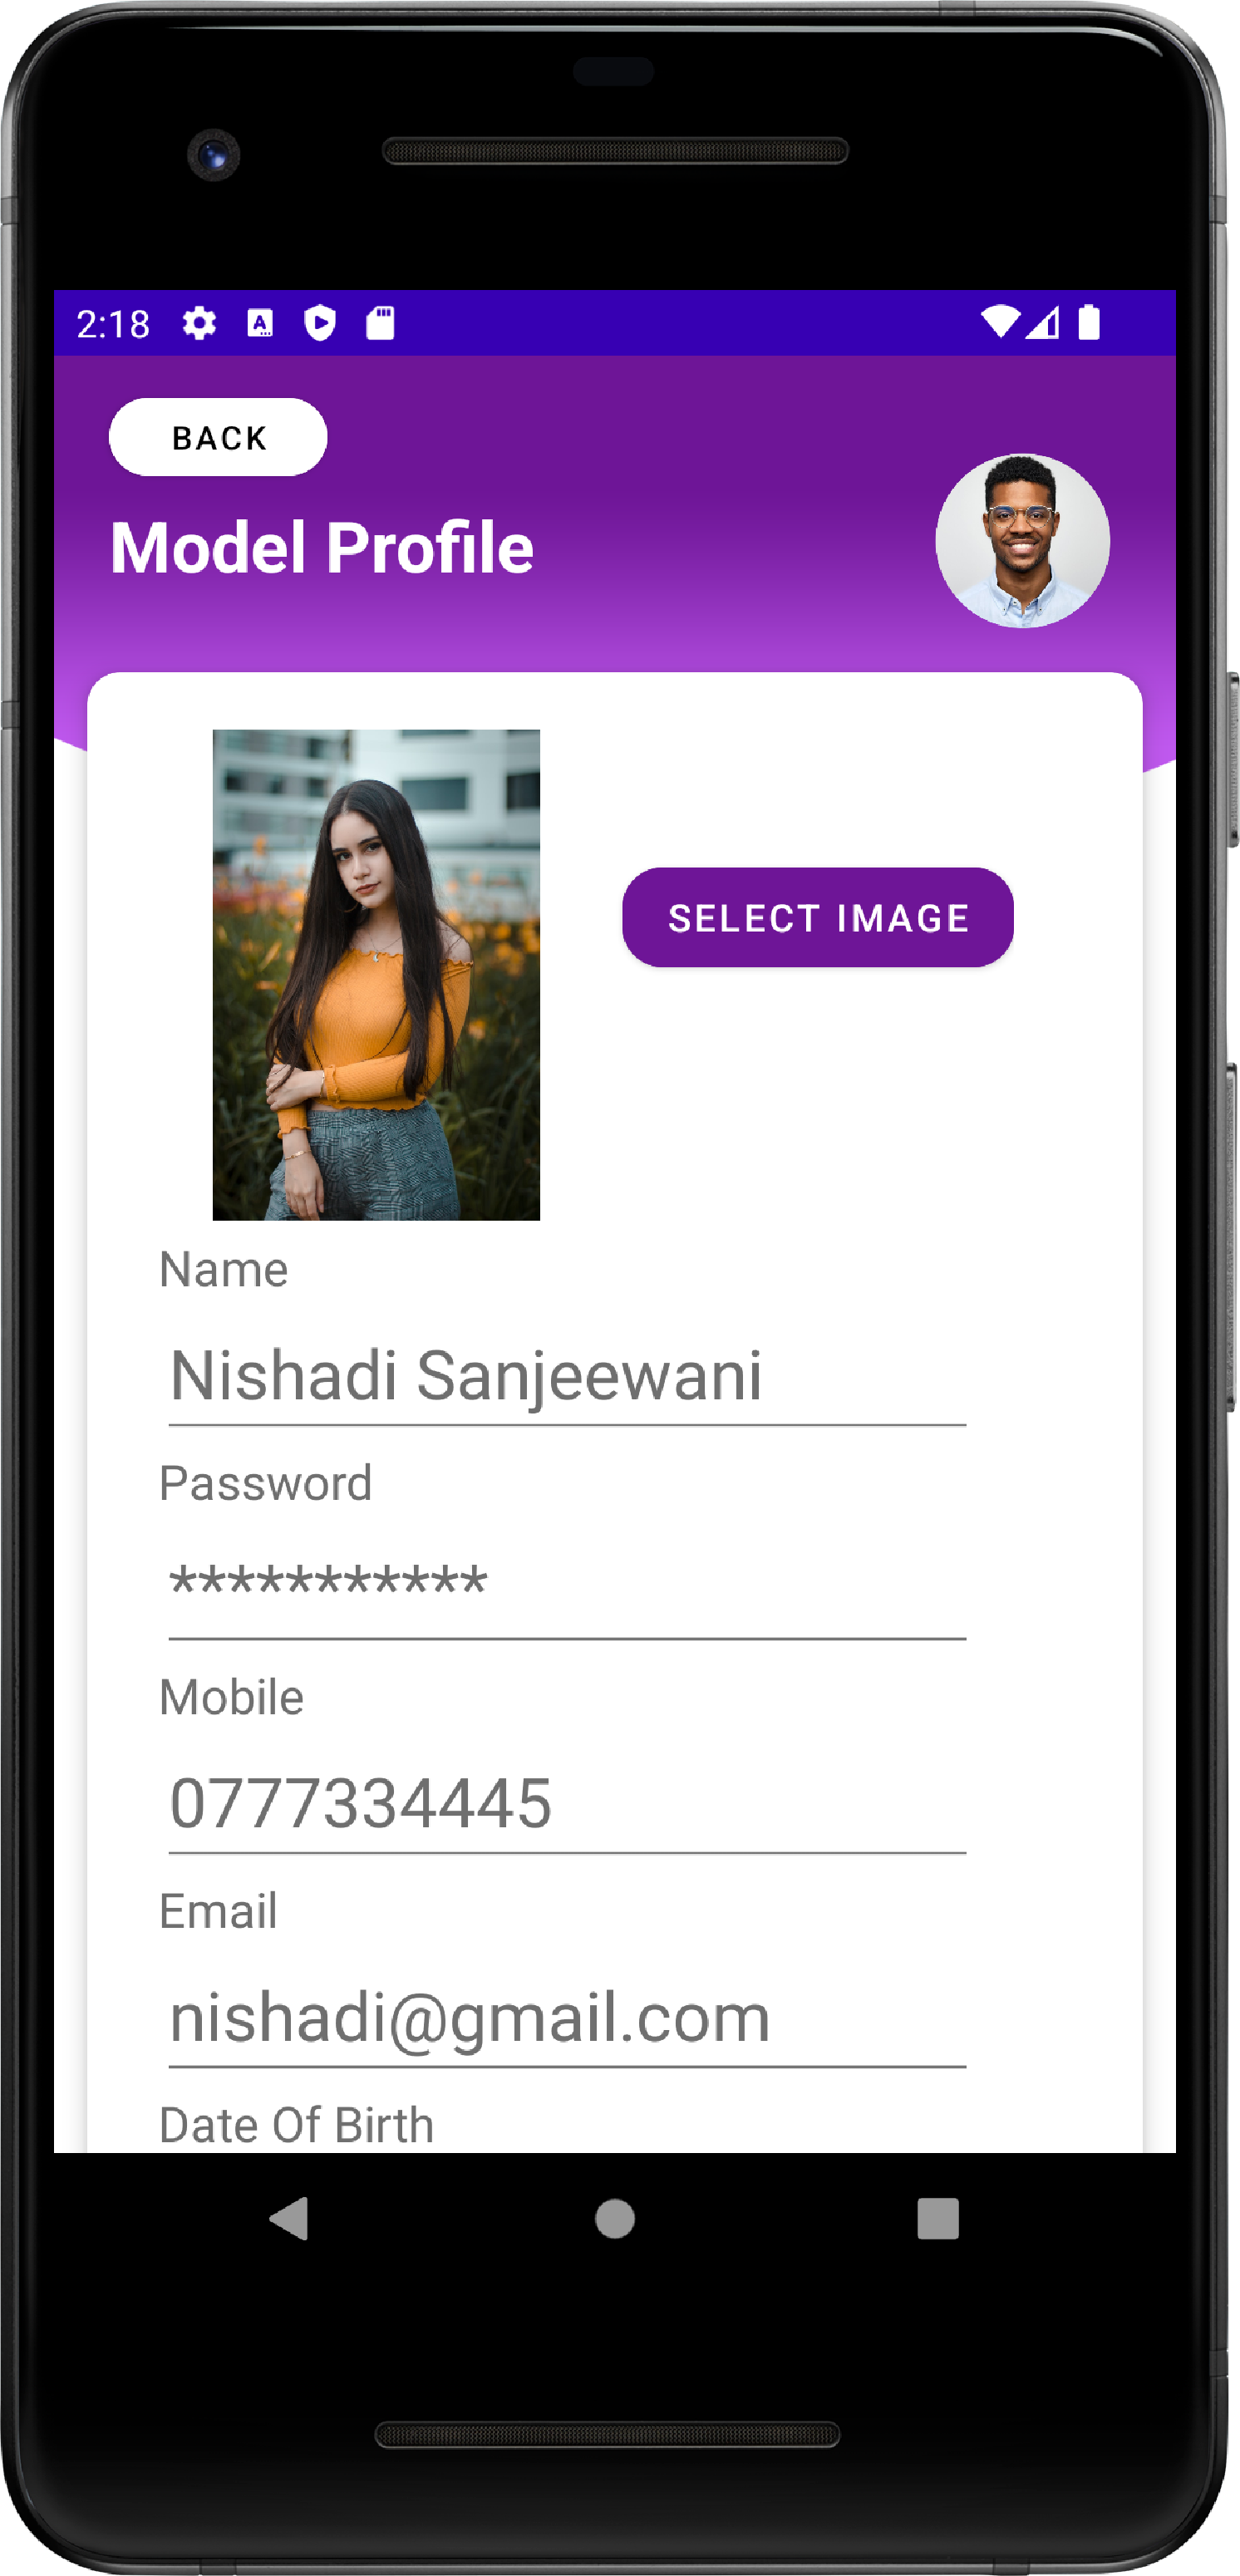 2:18
BACK
Model Profile
SELECT IMAGE
Name
Nishadi Sanjeewani
Password
***********
Mobile
0777334445
Email
nishadi@gmail.com
Date Of Birth